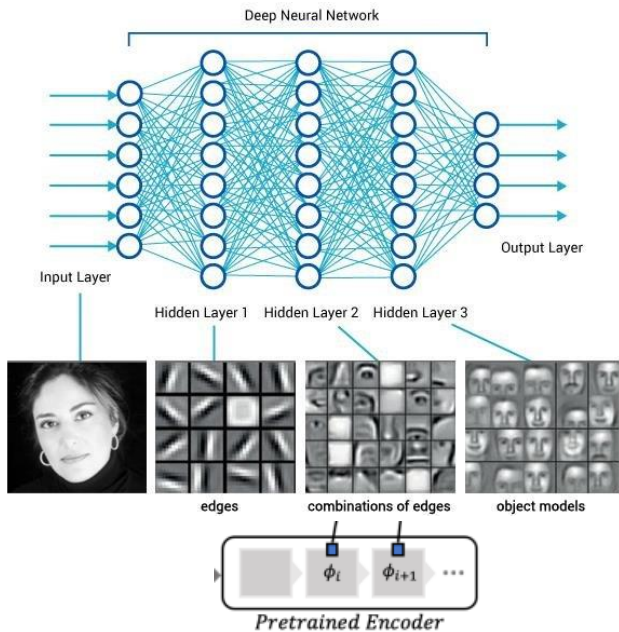 Deep Neural Network
Input Layer
Output Layer
Hidden Layer 1
Hidden Layer 2
Hidden Layer 3
edges
combinations of edges
object models
ϕi
ϕi+1
...
Pretrained Encoder